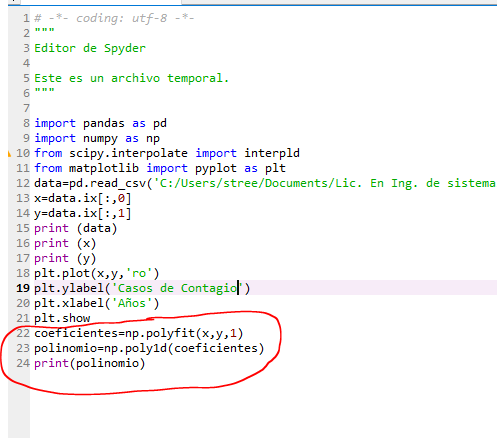 1 # -*- coding: utf-8 -*-
2 """
3 Editor de Spyder
4
5 Este es un archivo temporal.
6 """
7
8 import pandas as pd
9 import numpy as np
10 from scipy.interpolate import interpld
11 from matplotlib import pyplot as plt
12 data=pd.read_csv('C:/Users/stree/Documents/Lic. En Ing. de sistema
13 x=data.ix[:,0]
14 y=data.ix[:,1]
15 print (data)
16 print (x)
17 print (y)
18 plt.plot(x,y,'ro')
19 plt.ylabel('Casos de Contagio')
20 plt.xlabel('Años')
21 plt.show
22 coeficientes=np.polyfit(x,y,1)
23 polinomio=np.poly1d(coeficientes)
24 print(polinomio)